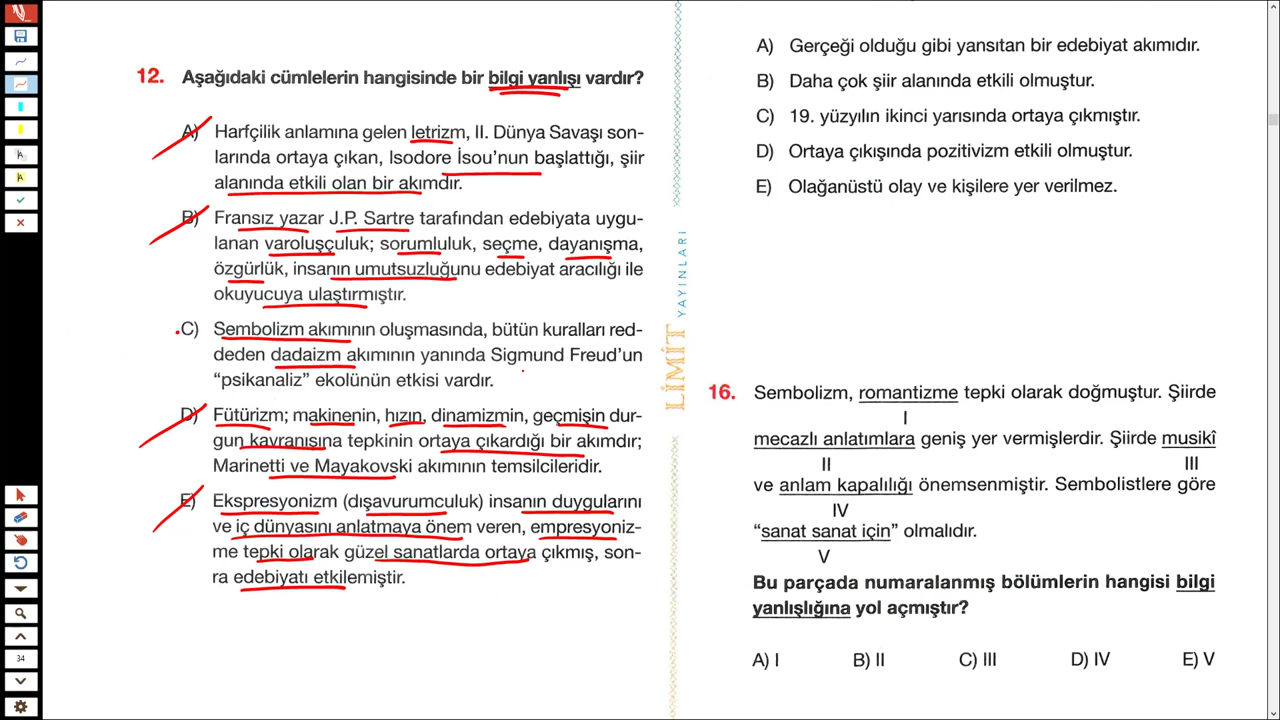 12. Aşağıdaki cümlelerin hangisinde bir bilgi yanlışı vardır?
A) Harfçilik anlamına gelen letrizm, II. Dünya Savaşı son-
larında ortaya çıkan, Isodore İsou'nun başlattığı, şiir
alanında etkili olan bir akımdır.
B) Fransız yazar J.P. Sartre tarafından edebiyata uygu-
lanan varoluşçuluk; sorumluluk, seçme, dayanışma,
özgürlük, insanın umutsuzluğunu edebiyat aracılığı ile
okuyucuya ulaştırmıştır.
C) Sembolizm akımının oluşmasında, bütün kuralları red-
deden dadaizm akımının yanında Sigmund Freud'un
"psikanaliz" ekolünün etkisi vardır.
D) Fütürizm; makinenin, hızın, dinamizmin, geçmişin dur-
gun kavranışına tepkinin ortaya çıkardığı bir akımdır;
Marinetti ve Mayakovski akımının temsilcileridir.
E) Ekspresyonizm (dışavurumculuk) insanın duygularını
ve iç dünyasını anlatmaya önem veren, empresyoniz-
me tepki olarak güzel sanatlarda ortaya çıkmış, son-
ra edebiyatı etkilemiştir.
LİMİT YAYINLARI
A) Gerçeği olduğu gibi yansıtan bir edebiyat akımıdır.
B) Daha çok şiir alanında etkili olmuştur.
C) 19. yüzyılın ikinci yarısında ortaya çıkmıştır.
D) Ortaya çıkışında pozitivizm etkili olmuştur.
E) Olağanüstü olay ve kişilere yer verilmez.
16. Sembolizm, romantizme tepki olarak doğmuştur. Şiirde
I
mecazlı anlatımlara geniş yer vermişlerdir. Şiirde musikî
II III
ve anlam kapalılığı önemsenmiştir. Sembolistlere göre
IV
"sanat sanat için" olmalıdır.
V
Bu parçada numaralanmış bölümlerin hangisi bilgi
yanlışlığına yol açmıştır?
A) I B) II C) III D) IV E) V
34